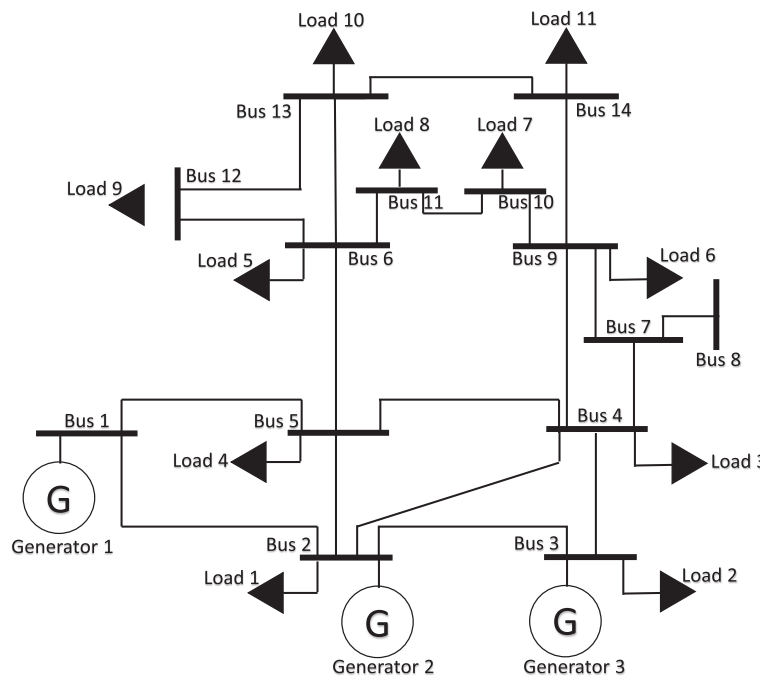 Load 10
Load 11
Bus 13
Bus 14
Load 8
Load 7
Load 9
Bus 12
Bus 11
Bus 10
Load 5
Bus 6
Bus 9
Load 6
Bus 7
Bus 8
Bus 1
Bus 5
Bus 4
Load 4
Load 3
G
Generator 1
Bus 2
Bus 3
Load 1
Load 2
G
G
Generator 2
Generator 3